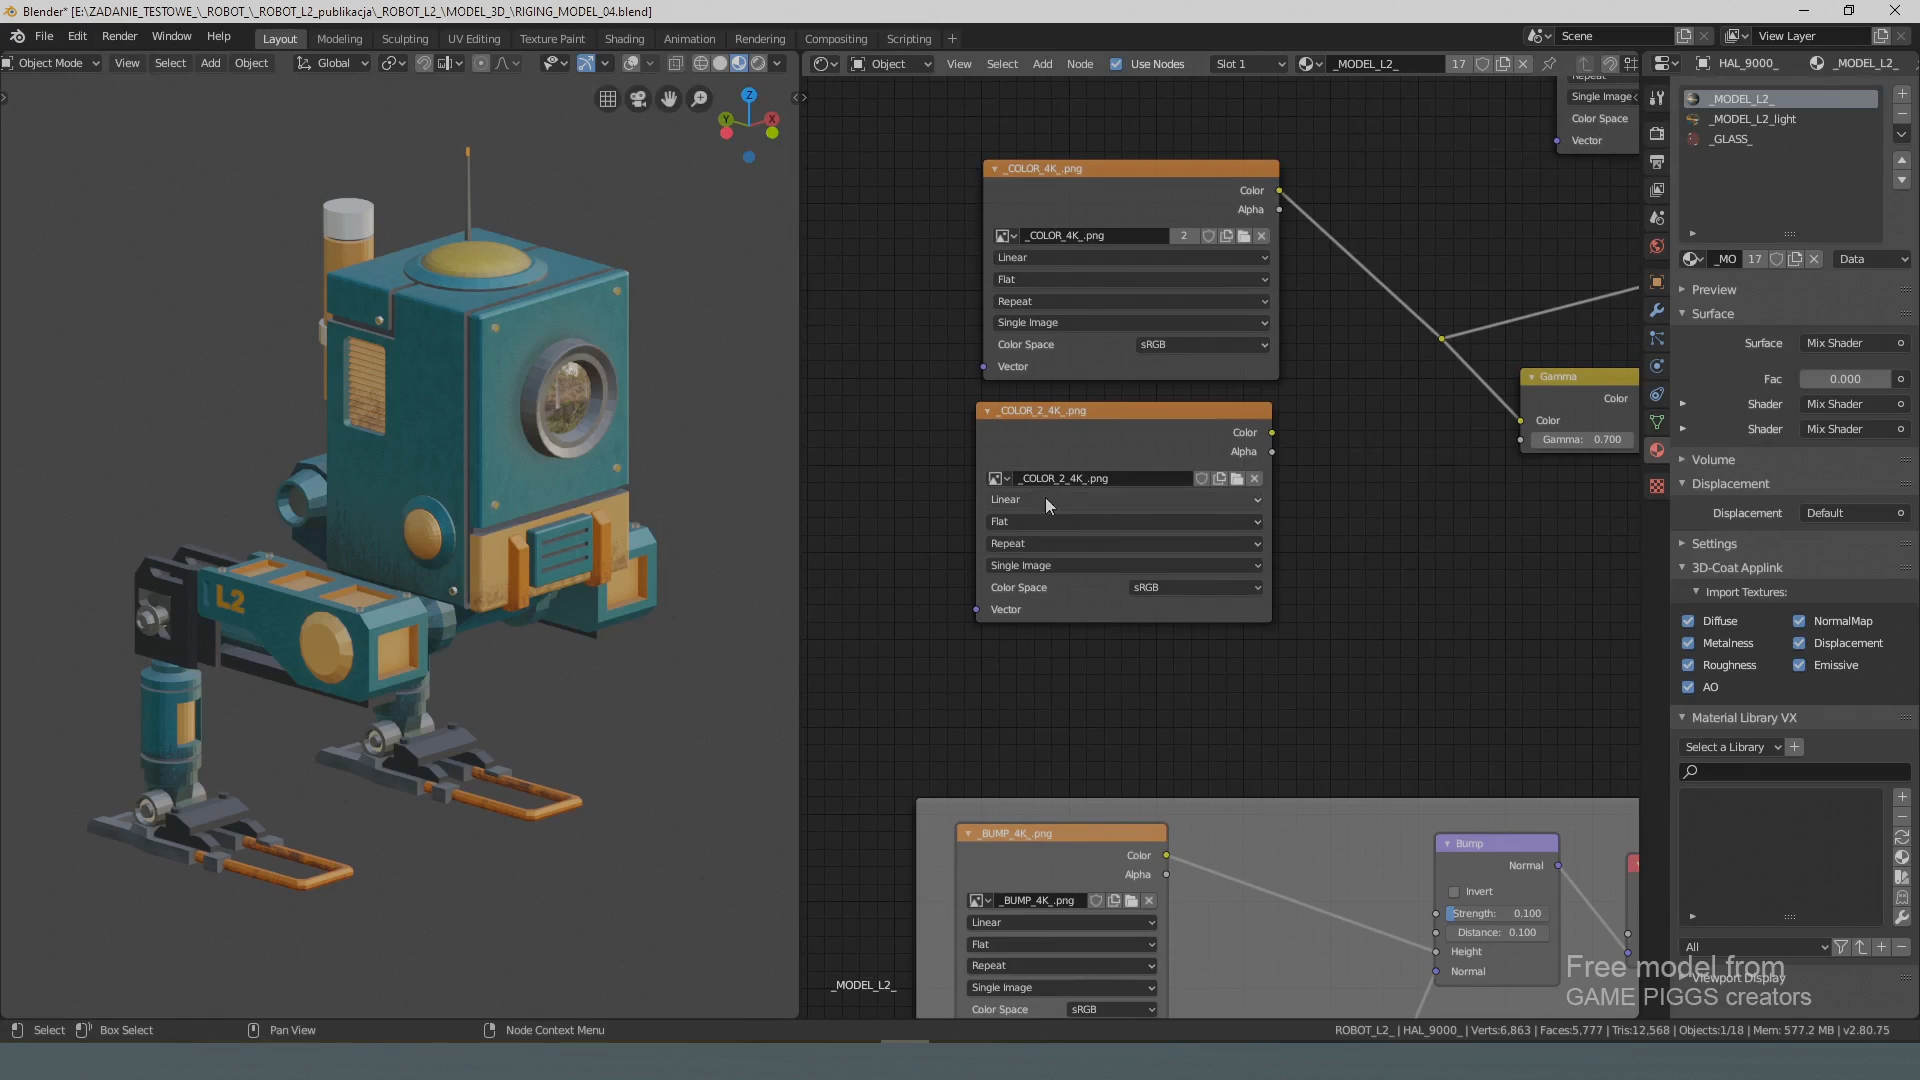 Blender* [E:\ZADANIE_TESTOWE_\_ROBOT_\_ROBOT_L2_publikacja\_ROBOT_L2_\MODEL_3D_\RIGING_MODEL_04.blend]
File Edit Render Window Help Layout Modeling Sculpting UV Editing Texture Paint Shading Animation Rendering Compositing Scripting + Scene View Layer
Object Mode View Select Add Object Global Object View Select Add Node Use Nodes Slot 1 _MODEL_L2_ 17 HAL_9000_ _MODEL_L2_
Z
Y X
Repeat
Single Image
Color Space
Vector
_COLOR_4K_.png
Color
Alpha
_COLOR_4K_.png 2
Linear
Flat
Repeat
Single Image
Color Space sRGB
Vector
_COLOR_2_4K_.png
Color
Alpha
_COLOR_2_4K_.png
Linear
Flat
Repeat
Single Image
Color Space sRGB
Vector
Gamma
Color
Color
Gamma: 0.700
_BUMP_4K_.png
Color
Alpha
_BUMP_4K_.png
Linear
Flat
Repeat
Single Image
Color Space sRGB
Bump
Normal
Invert
Strength: 0.100
Distance: 0.100
Height
Normal
_MODEL_L2_
L2
_MODEL_L2_
_MODEL_L2_light
_GLASS_
_MO 17 Data
Preview
Surface
Surface Mix Shader
Fac 0.000
Shader Mix Shader
Shader Mix Shader
Volume
Displacement
Displacement Default
Settings
3D-Coat Applink
Import Textures:
Diffuse NormalMap
Metalness Displacement
Roughness Emissive
AO
Material Library VX
Select a Library
All
Viewport Display
Free model from
GAME PIGGS creators
Select Box Select Pan View Node Context Menu
ROBOT_L2_ | HAL_9000_ | Verts:6,863 | Faces:5,777 | Tris:12,568 | Objects:1/18 | Mem: 577.2 MB | v2.80.75